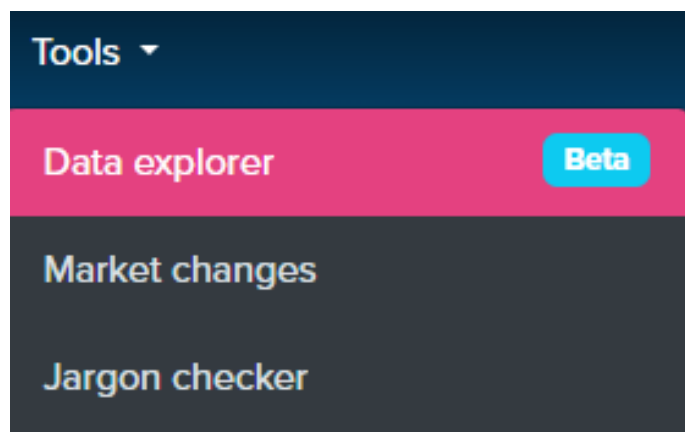 Tools
Data explorer Beta
Market changes
Jargon checker